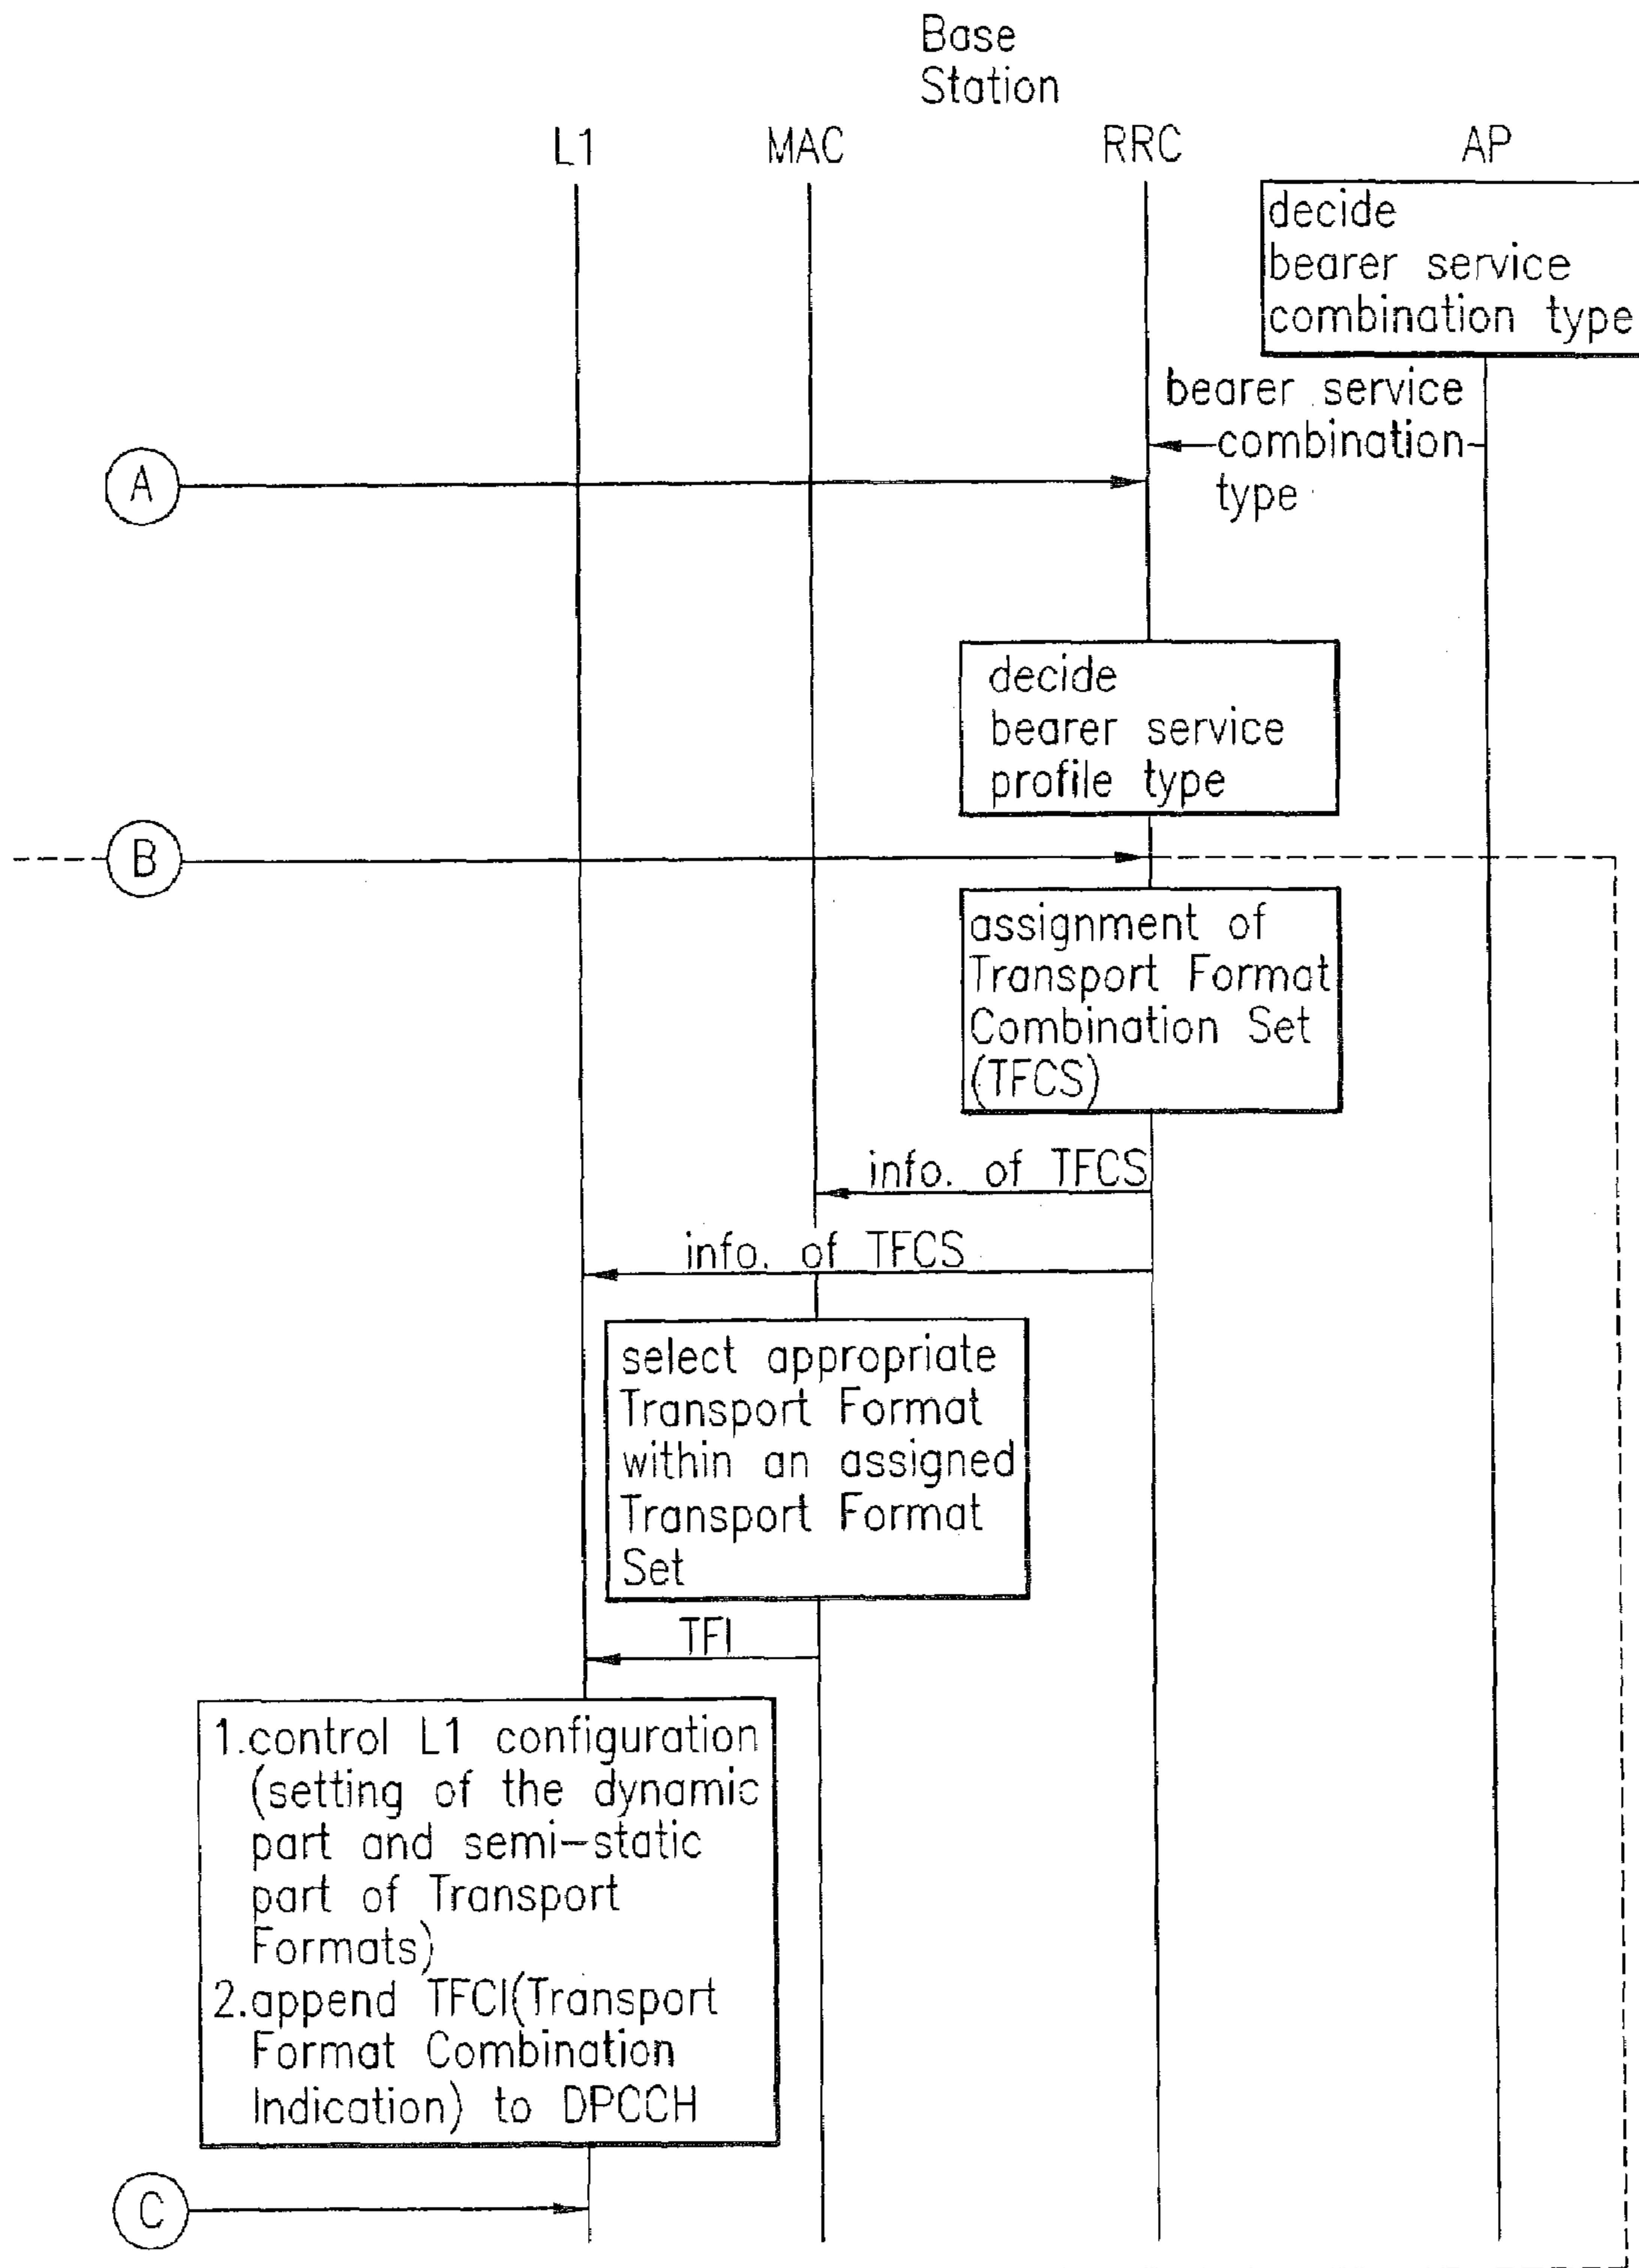 Base
Station
L1
MAC
RRC
AP
decide
bearer service
combination type
bearer service
combination
type
A
decide
bearer service
profile type
B
assignment of
Transport Format
Combination Set
(TFCS)
info. of TFCS
info. of TFCS
select appropriate
Transport Format
within an assigned
Transport Format
Set
TFI
1.control L1 configuration
(setting of the dynamic
part and semi-static
part of Transport
Formats)
2.append TFCI(Transport
Format Combination
Indication) to DPCCH
C